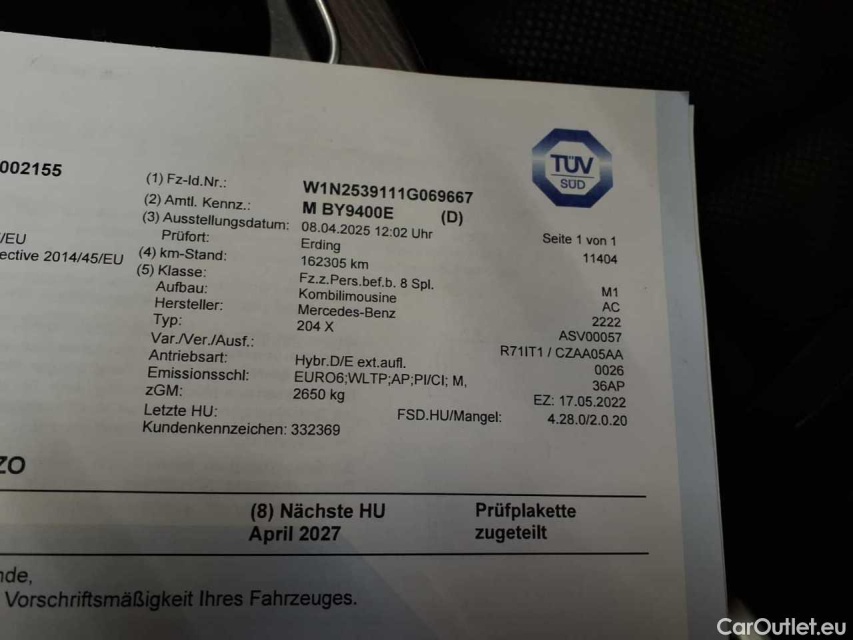 TÜV
SÜD
002155
(1) Fz-Id.Nr.: W1N2539111G069667
(2) Amtl. Kennz.: M BY9400E (D)
(3) Ausstellungsdatum: 08.04.2025 12:02 Uhr Seite 1 von 1
Prüfort: Erding 11404
/EU
ective 2014/45/EU
(4) km-Stand: 162305 km
(5) Klasse: Fz.z.Pers.bef.b. 8 Spl. M1
Aufbau: Kombilimousine AC
Hersteller: Mercedes-Benz 2222
Typ: 204 X ASV00057
Var./Ver./Ausf.: R71IT1 / CZAA05AA
Antriebsart: Hybr.D/E ext.aufl. 0026
Emissionsschl: EURO6;WLTP;AP;PI/CI; M, 36AP
zGM: 2650 kg EZ: 17.05.2022
Letzte HU: FSD.HU/Mangel: 4.28.0/2.0.20
Kundenkennzeichen: 332369
ZO
(8) Nächste HU Prüfplakette
April 2027 zugeteilt
nde,
Vorschriftsmäßigkeit Ihres Fahrzeuges.
CarOutlet.eu